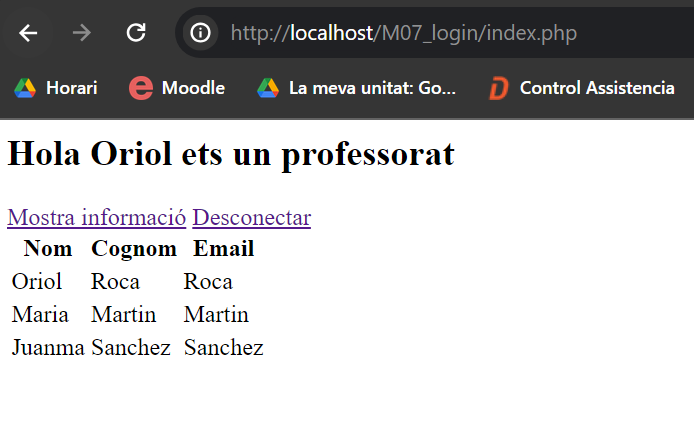 http://localhost/M07_login/index.php
Horari Moodle La meva unitat: Go... Control Assistencia
Hola Oriol ets un professorat
Mostra informació Desconectar
Nom Cognom Email
Oriol Roca Roca
Maria Martin Martin
Juanma Sanchez Sanchez